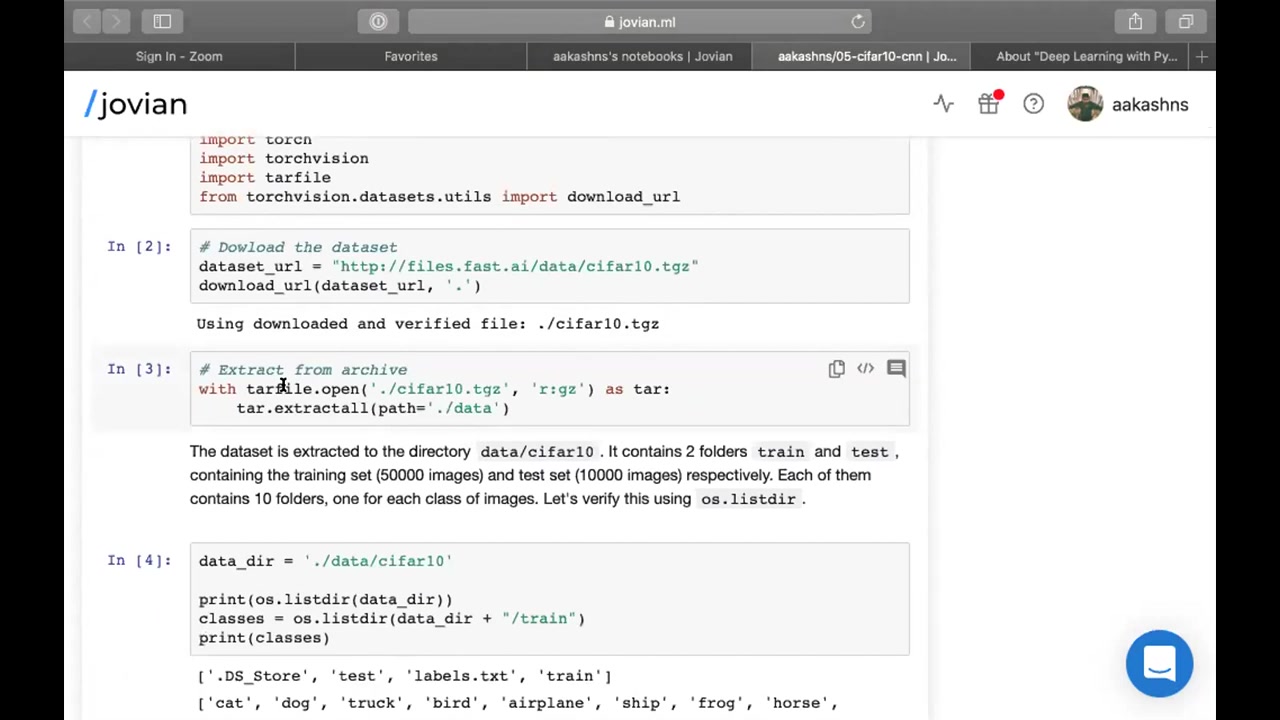 jovian.ml
Sign In - Zoom
Favorites
aakashns's notebooks | Jovian
aakashns/05-cifar10-cnn | Jo...
About "Deep Learning with Py...
/jovian
aakashns
import torch
import torchvision
import tarfile
from torchvision.datasets.utils import download_url
In [2]:
# Dowload the dataset
dataset_url = "http://files.fast.ai/data/cifar10.tgz"
download_url(dataset_url, '.')
Using downloaded and verified file: ./cifar10.tgz
In [3]:
# Extract from archive
with tarfile.open('./cifar10.tgz', 'r:gz') as tar:
    tar.extractall(path='./data')
The dataset is extracted to the directory data/cifar10 . It contains 2 folders train and test ,
containing the training set (50000 images) and test set (10000 images) respectively. Each of them
contains 10 folders, one for each class of images. Let's verify this using os.listdir .
In [4]:
data_dir = './data/cifar10'
print(os.listdir(data_dir))
classes = os.listdir(data_dir + "/train")
print(classes)
['.DS_Store', 'test', 'labels.txt', 'train']
['cat', 'dog', 'truck', 'bird', 'airplane', 'ship', 'frog', 'horse',